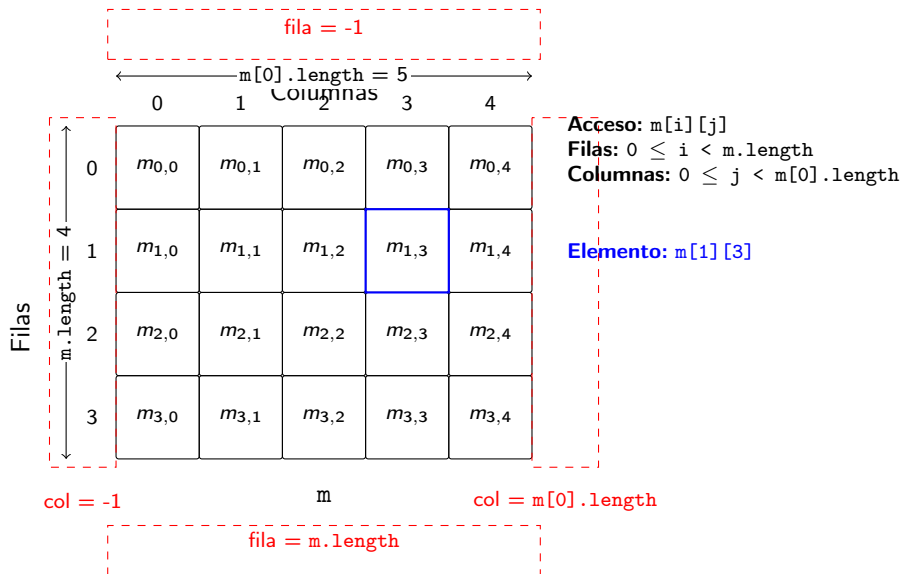 fila = -1
m[0].length = 5
Columnas
0 1 2 3 4
Acceso: m[i][j]
Filas: 0 ≤ i < m.length
Columnas: 0 ≤ j < m[0].length
Filas
m.length = 4
0 m0,0 m0,1 m0,2 m0,3 m0,4
1 m1,0 m1,1 m1,2 m1,3 m1,4
Elemento: m[1][3]
2 m2,0 m2,1 m2,2 m2,3 m2,4
3 m3,0 m3,1 m3,2 m3,3 m3,4
col = -1
m
col = m[0].length
fila = m.length